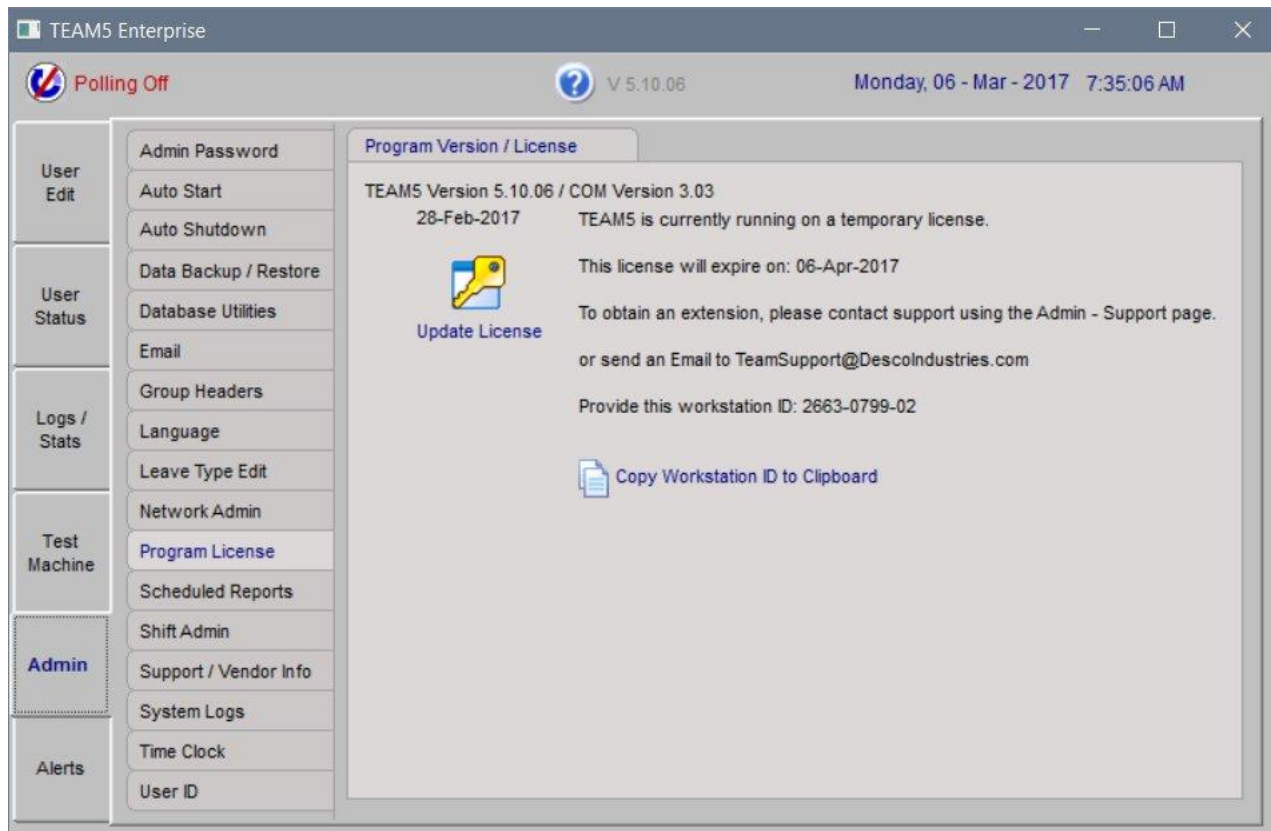 TEAM5 Enterprise
Polling Off
V 5.10.06
Monday, 06 - Mar - 2017 7:35:06 AM
User
Edit
User
Status
Logs /
Stats
Test
Machine
Admin
Alerts
Admin Password
Auto Start
Auto Shutdown
Data Backup / Restore
Database Utilities
Email
Group Headers
Language
Leave Type Edit
Network Admin
Program License
Scheduled Reports
Shift Admin
Support / Vendor Info
System Logs
Time Clock
User ID
Program Version / License
TEAM5 Version 5.10.06 / COM Version 3.03
28-Feb-2017
Update License
TEAM5 is currently running on a temporary license.
This license will expire on: 06-Apr-2017
To obtain an extension, please contact support using the Admin - Support page.
or send an Email to TeamSupport@DescoIndustries.com
Provide this workstation ID: 2663-0799-02
Copy Workstation ID to Clipboard